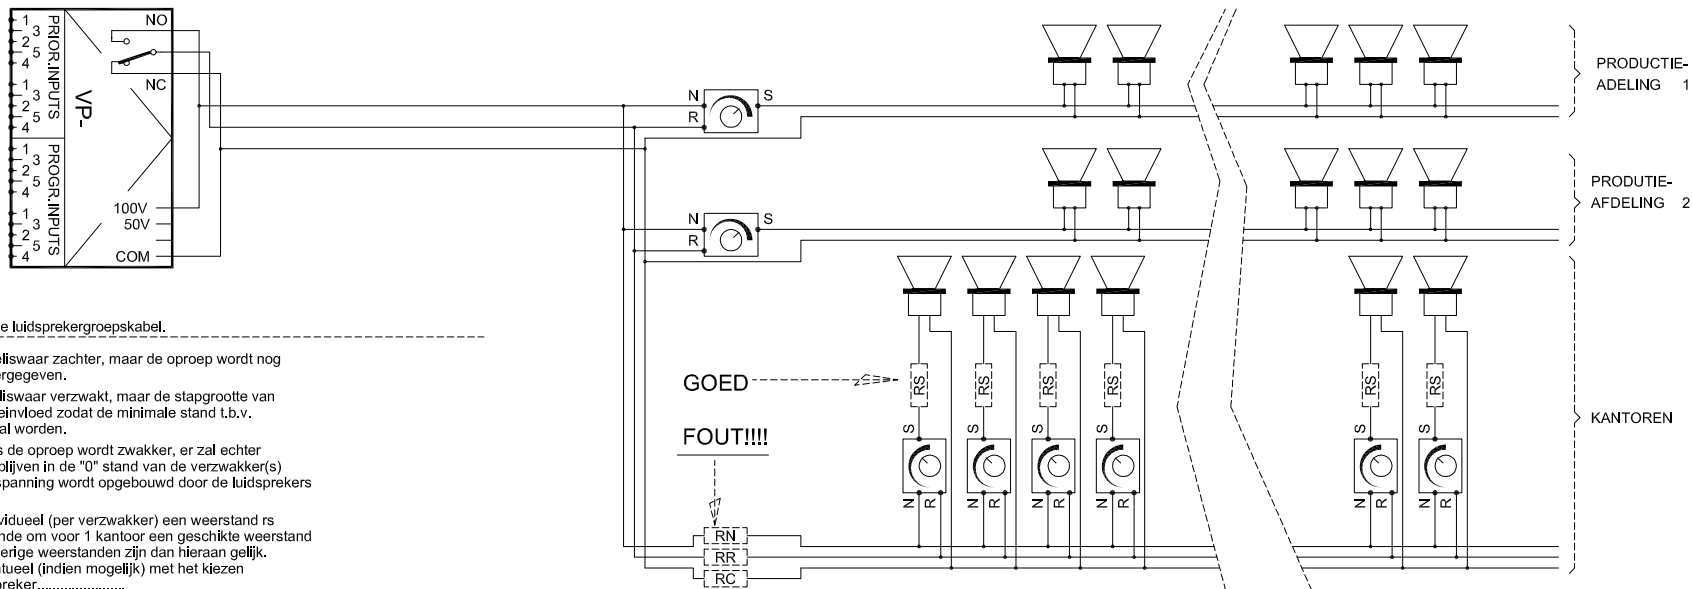 1
3
2
5
4
1
3
2
5
4
PRIOR.INPUTS
1
3
2
5
4
1
3
2
5
4
PROGR.INPUTS
VP-
NO
NC
100V
50V
COM
N
R
S
N
R
S
PRODUCTIE-
ADELING 1
PRODUTIE-
AFDELING 2
KANTOREN
e luidsprekergroepskabel.
eliswaar zachter, maar de oproep wordt nog
ergegeven.
liswaar verzwakt, maar de stapgrootte van
einvloed zodat de minimale stand t.b.v.
al worden.
s de oproep wordt zwakker, er zal echter
blijven in de "0" stand van de verzwakker(s)
spanning wordt opgebouwd door de luidsprekers
vidueel (per verzwakker) een weerstand rs
nde om voor 1 kantoor een geschikte weerstand
erige weerstanden zijn dan hieraan gelijk.
ntueel (indien mogelijk) met het kiezen
preker......................
GOED
FOUT!!!!
RS
RS
RS
RS
RS
RS
S
S
S
S
S
S
N R
N R
N R
N R
N R
N R
RN
RR
RC